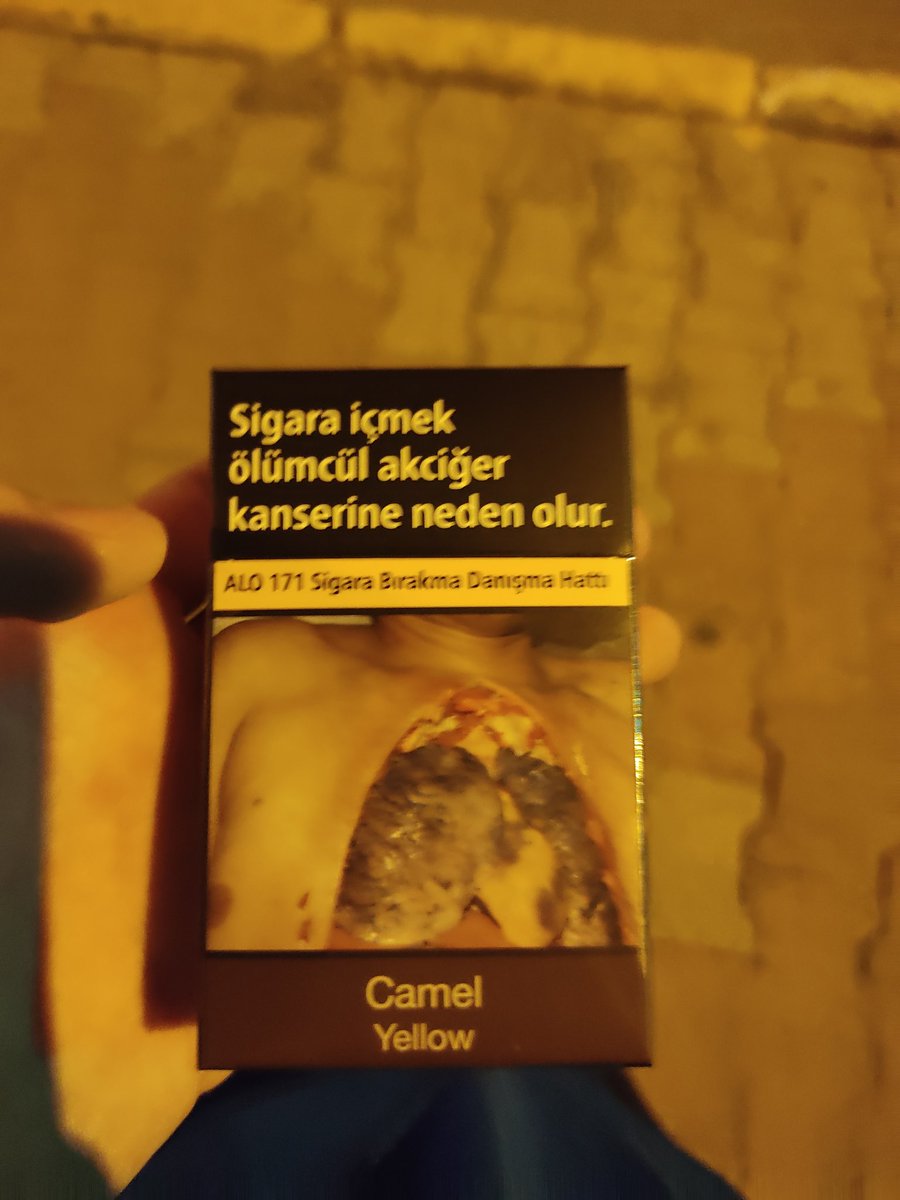 Sigara içmek
ölümcül akciğer
kanserine neden olur.
ALO 171 Sigara Bırakma Danışma Hattı
Camel
Yellow